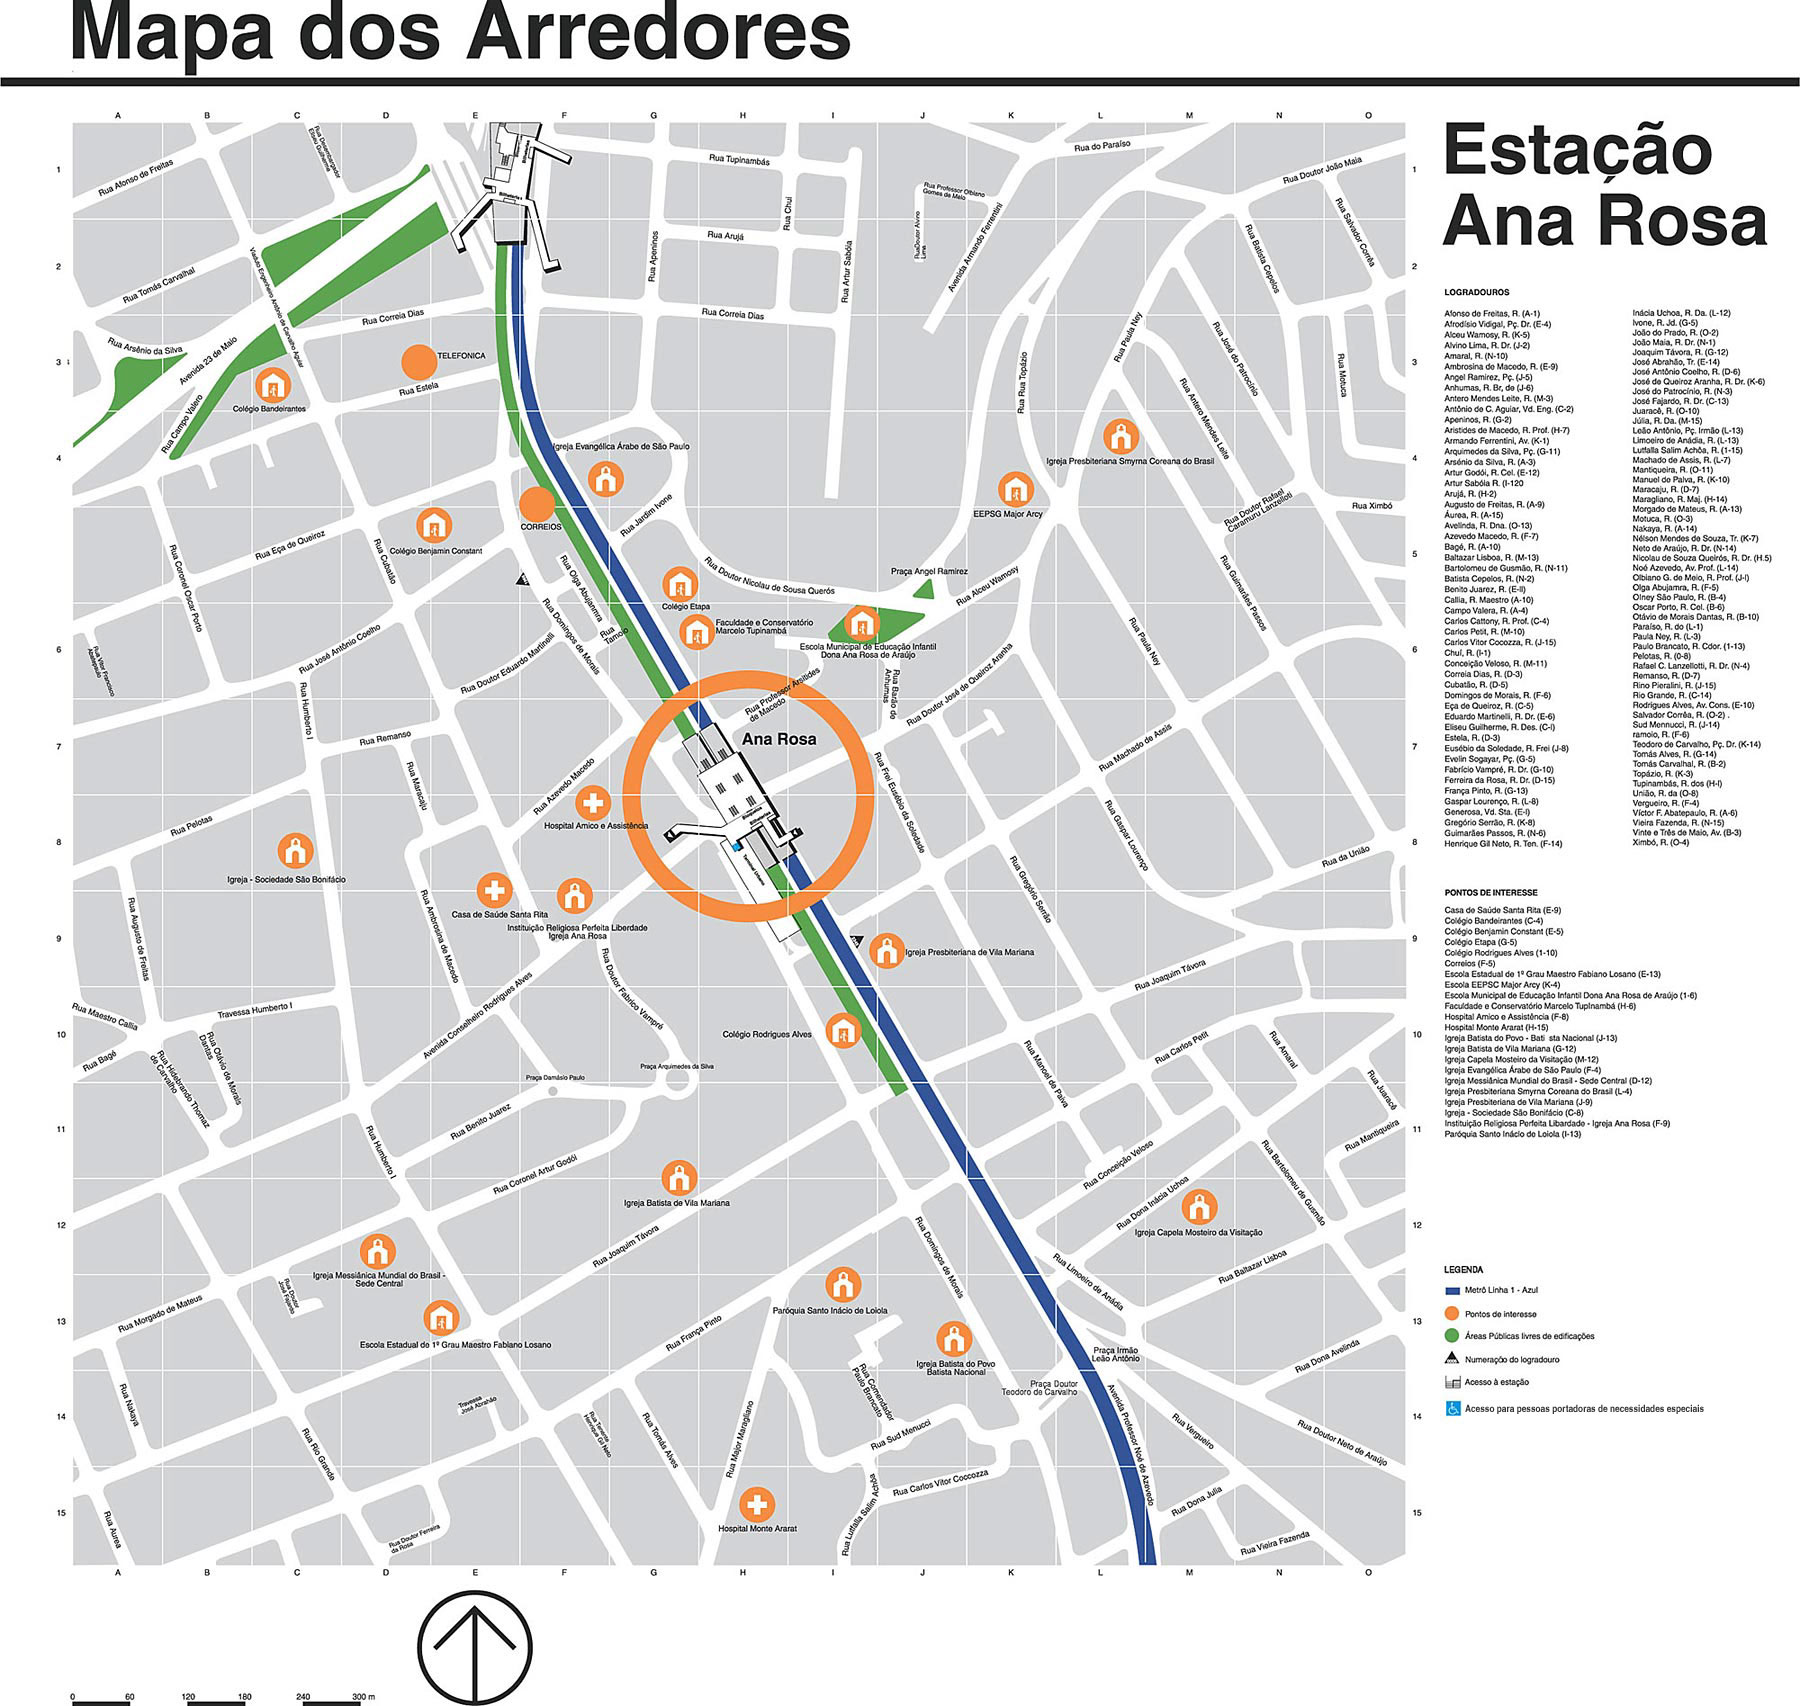 Mapa dos Arredores
Estação
Ana Rosa
A B C D E F G H I J K L M N O
1
2
3
4
5
6
7
8
9
10
11
12
13
14
15
Rua Afonso de Freitas
Rua Desembargador
Eliseu Guilherme
Bilheterias
Rua Tupinambás
Rua Chuí
Rua do Paraíso
Rua Doutor João Maia
Rua Professor Olbiano
Gomes de Melo
Rua Doutor Alvino
Lima
Avenida Armando Ferrentini
Rua Salvador Corrêa
Rua Arujá
Rua Apeninos
Rua Artur Sabóia
Rua Batista Cepelos
Rua Tomás Carvalhal
Viaduto Engenheiro Antônio de Carvalho Aguiar
Rua Correia Dias
Rua Correia Dias
Rua Arsênio da Silva
Avenida 23 de Maio
TELEFONICA
Rua Estela
Colégio Bandeirantes
Rua Campo Valero
Rua Paula Ney
Rua José do Patrocínio
Rua Motuca
Rua Rua Topázio
Rua Antero Mendes Leite
Igreja Evangélica Árabe de São Paulo
Igreja Presbiteriana Smyrna Coreana do Brasil
EEPSG Major Arcy
Rua Doutor Rafael
Caramuru Lanzelloti
Rua Ximbó
CORREIOS
Rua Jardim Ivone
Rua Eça de Queiroz
Rua Cubatão
Colégio Benjamin Constant
Rua Coronel Oscar Porto
Rua Olga Abujamra
Colégio Etapa
Rua Doutor Nicolau de Sousa Querós
Praça Angel Ramirez
Rua Alceu Wamosy
Rua Guimarães Passos
Faculdade e Conservatório
Marcelo Tupinambá
Rua
Tamoio
Rua Domingos de Morais
Escola Municipal de Educação Infantil
Dona Ana Rosa de Araújo
Rua Paula Ney
Rua José Antônio Coelho
Rua Doutor Eduardo Martinelli
Rua Vitor Francisco
Abatepaulo
Rua Professor Arsitides
de Macedo
Rua Barão de
Anhumas
Rua Doutor José de Queiroz Aranha
Rua Humberto I
Rua Remanso
Ana Rosa
Rua Machado de Assis
Rua Maracaju
Rua Azevedo Macedo
Rua Frei Eusébio da Soledade
Rua Gaspar Lourenço
Rua Pelotas
Hospital Amico e Assistência
Bloqueios
Bilheterias
Terminal Urbano
Rua da União
Igreja - Sociedade São Bonifácio
Rua Gregório Serrão
Casa de Saúde Santa Rita
Instituição Religiosa Perfeita Liberdade
Igreja Ana Rosa
Rua Augusto de Freitas
Rua Ambrosina de Macedo
Igreja Presbiteriana de Vila Mariana
Rua Joaquim Távora
Rua Doutor Fabrico Vampré
Avenida Conselheiro Rodrigues Alves
Rua Maestro Callia
Travessa Humberto I
Colégio Rodrigues Alves
Rua Bagé
Rua Otávio de Morais
Dantas
Rua Hildebrando Thomaz
de Carvalho
Rua Carlos Petit
Rua Amaral
Rua Manoel de Paiva
Rua Juaracê
Praça Damásio Paulo
Praça Arquimedes da Silva
Rua Benito Juarez
Rua Humberto I
Rua Mantiqueira
Rua Conceição Veloso
Rua Bartolomeu de Gusmão
Rua Coronel Artur Godói
Igreja Batista de Vila Mariana
Rua Dona Inácia Uchoa
Igreja Capela Mosteiro da Visitação
Rua Joaquim Távora
Rua Domingos de Morais
Rua Baltazar Lisboa
Rua Limoeiro de Anádia
Igreja Messiânica Mundial do Brasil -
Sede Central
Rua Doutor
José Fajardo
Paróquia Santo Inácio de Loiola
Rua Morgado de Mateus
Rua França Pinto
Escola Estadual de 1º Grau Maestro Fabiano Losano
Igreja Batista do Povo
Batista Nacional
Praça Irmão
Leão Antônio
Rua Dona Avelinda
Praça Doutor
Teodoro de Carvalho
Rua Comendador
Paulo Brancato
Travessa
José Abrahão
Rua Nakaya
Rua Tenente
Henrique Gil Neto
Rua Tomás Alves
Rua Major Maragliano
Rua Sud Menucci
Avenida Professor Noé de Azevedo
Rua Vergueiro
Rua Doutor Neto de Araújo
Rua Rio Grande
Rua Carlos Vitor Coccozza
Rua Dona Julia
Hospital Monte Ararat
Rua Lutfalla Salim Achoa
Rua Aurea
Rua Doutor Ferreira
da Rosa
Rua Vieira Fazenda
A B C D E F G H I J K L M N O
0 60 120 180 240 300 m
LOGRADOUROS
Afonso de Freitas, R. (A-1)
Afrodísio Vidigal, Pç. Dr. (E-4)
Alceu Wamosy, R. (K-5)
Alvino Lima, R. Dr. (J-2)
Amaral, R. (N-10)
Ambrosina de Macedo, R. (E-9)
Angel Ramirez, Pç. (J-5)
Anhumas, R. Br, de (J-6)
Antero Mendes Leite, R. (M-3)
Antônio de C. Aguiar, Vd. Eng. (C-2)
Apeninos, R. (G-2)
Aristides de Macedo, R. Prof. (H-7)
Armando Ferrentini, Av. (K-1)
Arquimedes da Silva, Pç. (G-11)
Arsénio da Silva, R. (A-3)
Artur Godói, R. Cel. (E-12)
Artur Sabóia R. (I-120
Arujá, R. (H-2)
Augusto de Freitas, R. (A-9)
Áurea, R. (A-15)
Avelinda, R. Dna. (O-13)
Azevedo Macedo, R. (F-7)
Bagé, R. (A-10)
Baltazar Lisboa, R. (M-13)
Bartolomeu de Gusmão, R. (N-11)
Batista Cepelos, R. (N-2)
Benito Juarez, R. (E-II)
Callia, R. Maestro (A-10)
Campo Valera, R. (A-4)
Carlos Cattony, R. Prof. (C-4)
Carlos Petit, R. (M-10)
Carlos Vitor Cocozza, R. (J-15)
Chuí, R. (I-1)
Conceição Veloso, R. (M-11)
Correia Dias, R. (D-3)
Cubatão, R. (D-5)
Domingos de Morais, R. (F-6)
Eça de Queiroz, R. (C-5)
Eduardo Martinelli, R. Dr. (E-6)
Eliseu Guilherme, R. Des. (C-I)
Estela, R. (D-3)
Eusébio da Soledade, R. Frei (J-8)
Evelin Sogayar, Pç. (G-5)
Fabrício Vampré, R. Dr. (G-10)
Ferreira da Rosa, R. Dr. (D-15)
França Pinto, R. (G-13)
Gaspar Lourenço, R. (L-8)
Generosa, Vd. Sta. (E-I)
Gregório Serrão, R. (K-8)
Guimarães Passos, R. (N-6)
Henrique Gil Neto, R. Ten. (F-14)
Inácia Uchoa, R. Da. (L-12)
Ivone, R. Jd. (G-5)
João do Prado, R. (O-2)
João Maia, R. Dr. (N-1)
Joaquim Távora, R. (G-12)
José Abrahão, Tr. (E-14)
José Antônio Coelho, R. (D-6)
José de Queiroz Aranha, R. Dr. (K-6)
José do Patrocínio, R. (N-3)
José Fajardo, R. Dr. (C-13)
Juaracê, R. (O-10)
Júlia, R. Da. (M-15)
Leão Antônio, Pç. Irmão (L-13)
Limoeiro de Anádia, R. (L-13)
Lutfalla Salim Achôa, R. (1-15)
Machado de Assis, R. (L-7)
Mantiqueira, R. (O-11)
Manuel de Palva, R. (K-10)
Maracaju, R. (D-7)
Maragliano, R. Maj. (H-14)
Morgado de Mateus, R. (A-13)
Motuca, R. (O-3)
Nakaya, R. (A-14)
Nélson Mendes de Souza, Tr. (K-7)
Neto de Araújo, R. Dr. (N-14)
Nicolau de Souza Queirós, R. Dr. (H.5)
Noé Azevedo, Av. Prof. (L-14)
Olbiano G. de Meio, R. Prof. (J-I)
Olga Abujamra, R. (F-5)
Olney São Paulo, R. (B-4)
Oscar Porto, R. Cel. (B-6)
Otávio de Morais Dantas, R. (B-10)
Paraíso, R. do (L-1)
Paula Ney, R. (L-3)
Paulo Brancato, R. Cdor. (1-13)
Pelotas, R. (0-8)
Rafael C. Lanzellotti, R. Dr. (N-4)
Remanso, R. (D-7)
Rino Pieralini, R. (J-15)
Rio Grande, R. (C-14)
Rodrigues Alves, Av. Cons. (E-10)
Salvador Corrêa, R. (O-2) .
Sud Mennucci, R. (J-14)
ramoio, R. (F-6)
Teodoro de Carvalho, Pç. Dr. (K-14)
Tomás Alves, R. (G-14)
Tomás Carvalhal, R. (B-2)
Topázio, R. (K-3)
Tupinambás, R. dos (H-I)
União, R. da (O-8)
Vergueiro, R. (F-4)
Víctor F. Abatepaulo, R. (A-6)
Vieira Fazenda, R. (N-15)
Vinte e Três de Maio, Av. (B-3)
Ximbó, R. (O-4)
PONTOS DE INTERESSE
Casa de Saúde Santa Rita (E-9)
Colégio Bandeirantes (C-4)
Colégio Benjamin Constant (E-5)
Colégio Etapa (G-5)
Colégio Rodrigues Alves (1-10)
Correios (F-5)
Escola Estadual de 1º Grau Maestro Fabiano Losano (E-13)
Escola EEPSC Major Arcy (K-4)
Escola Municipal de Educação Infantil Dona Ana Rosa de Araújo (1-6)
Faculdade e Conservatório Marcelo TupInambá (H-6)
Hospital Amico e Assistência (F-8)
Hospital Monte Ararat (H-15)
Igreja Batista do Povo - Bati sta Nacional (J-13)
Igreja Batista de Vila Mariana (G-12)
Igreja Capela Mosteiro da Visitação (M-12)
Igreja Evangélica Árabe de São Paulo (F-4)
Igreja Messiânica Mundial do Brasil - Sede Central (D-12)
Igreja Presbiteriana Smyrna Coreana do Brasil (L-4)
Igreja Presbiteriana de Vila Mariana (J-9)
Igreja - Sociedade São Bonifácio (C-8)
Instituição Religiosa Perfeita Libardade - Igreja Ana Rosa (F-9)
Paróquia Santo Inácio de Loiola (I-13)
LEGENDA
Metrô Linha 1 - Azul
Pontos de interesse
Áreas Públicas livres de edificações
Numeração do logradouro
Acesso à estação
Acesso para pessoas portadoras de necessidades especiais